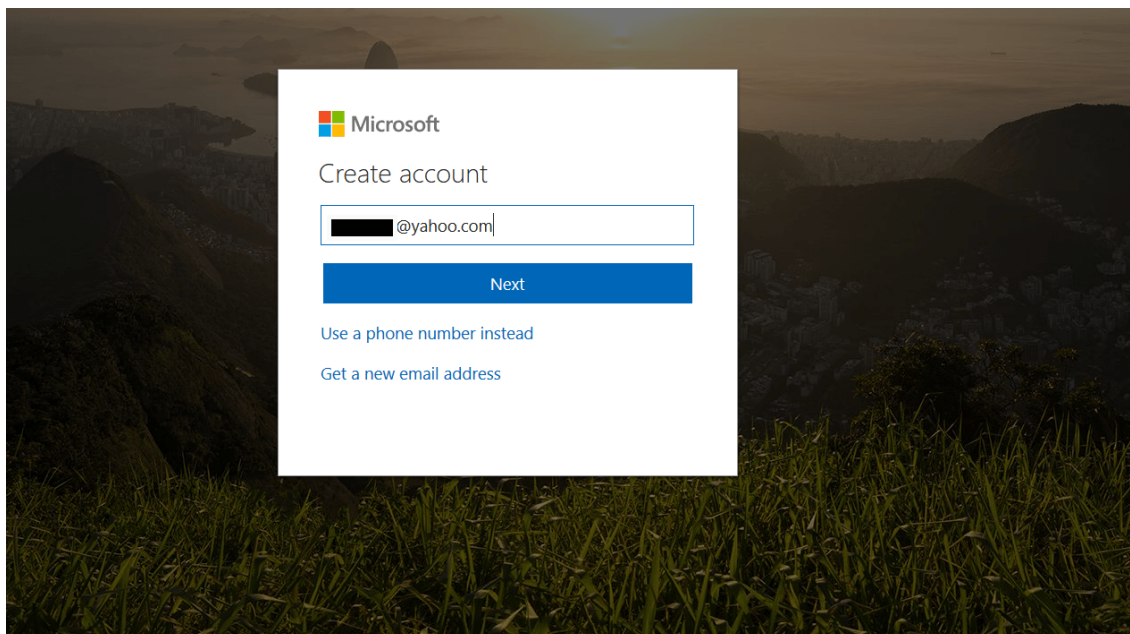 Microsoft
Create account
@yahoo.com
Next
Use a phone number instead
Get a new email address